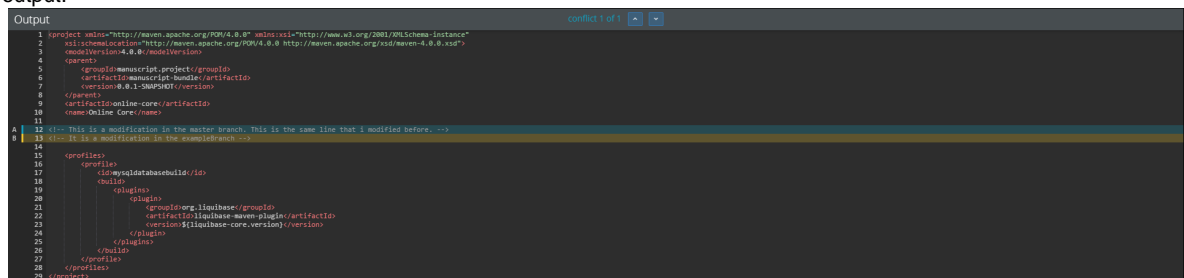 output:
Output conflict 1 of 1
1 <project xmlns="http://maven.apache.org/POM/4.0.0" xmlns:xsi="http://www.w3.org/2001/XMLSchema-instance"
2 xsi:schemaLocation="http://maven.apache.org/POM/4.0.0 http://maven.apache.org/xsd/maven-4.0.0.xsd">
3 <modelVersion>4.0.0</modelVersion>
4 <parent>
5 <groupId>manuscript.project</groupId>
6 <artifactId>manuscript-bundle</artifactId>
7 <version>0.0.1-SNAPSHOT</version>
8 </parent>
9 <artifactId>online-core</artifactId>
10 <name>Online Core</name>
11
A 12 <!-- This is a modification in the master branch. This is the same line that i modified before. -->
B 13 <!-- It is a modification in the exampleBranch -->
14
15 <profiles>
16 <profile>
17 <id>mysqldatabasebuild</id>
18 <build>
19 <plugins>
20 <plugin>
21 <groupId>org.liquibase</groupId>
22 <artifactId>liquibase-maven-plugin</artifactId>
23 <version>${liquibase-core.version}</version>
24 </plugin>
25 </plugins>
26 </build>
27 </profile>
28 </profiles>
29 </project>